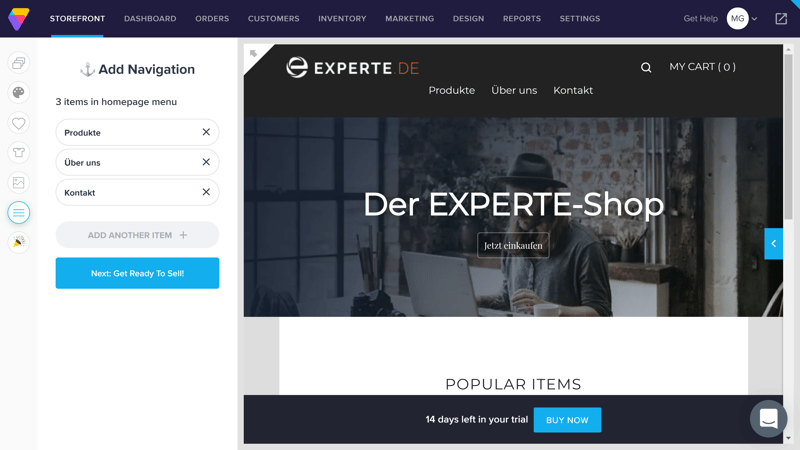 STOREFRONT DASHBOARD ORDERS CUSTOMERS INVENTORY MARKETING DESIGN REPORTS SETTINGS Get Help MG
⚓ Add Navigation
3 items in homepage menu
Produkte
Über uns
Kontakt
ADD ANOTHER ITEM +
Next: Get Ready To Sell!
EXPERTE.DE
MY CART ( 0 )
Produkte Über uns Kontakt
Der EXPERTE-Shop
Jetzt einkaufen
POPULAR ITEMS
14 days left in your trial BUY NOW